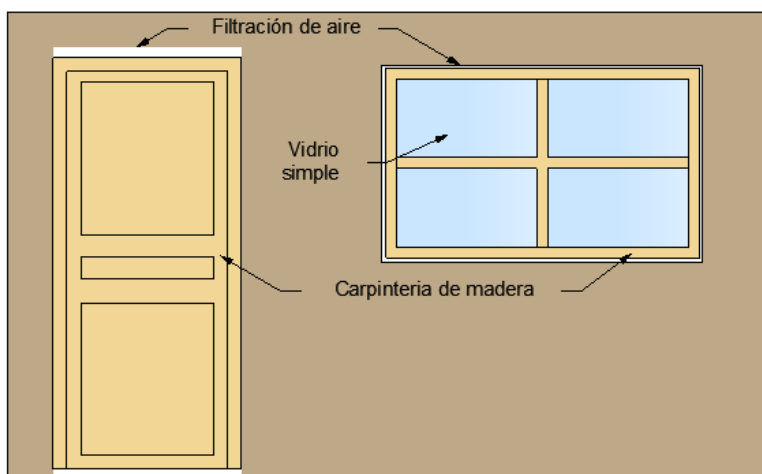 Filtración de aire
Vidrio
simple
Carpinteria de madera